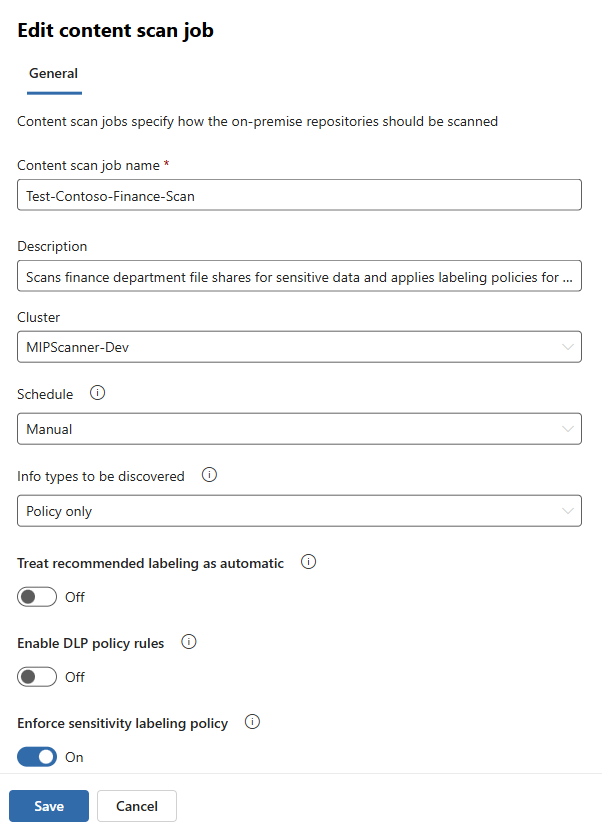 Edit content scan job
General
Content scan jobs specify how the on-premise repositories should be scanned
Content scan job name *
Test-Contoso-Finance-Scan
Description
Scans finance department file shares for sensitive data and applies labeling policies for ...
Cluster
MIPScanner-Dev
Schedule
Manual
Info types to be discovered
Policy only
Treat recommended labeling as automatic
Off
Enable DLP policy rules
Off
Enforce sensitivity labeling policy
On
Save Cancel